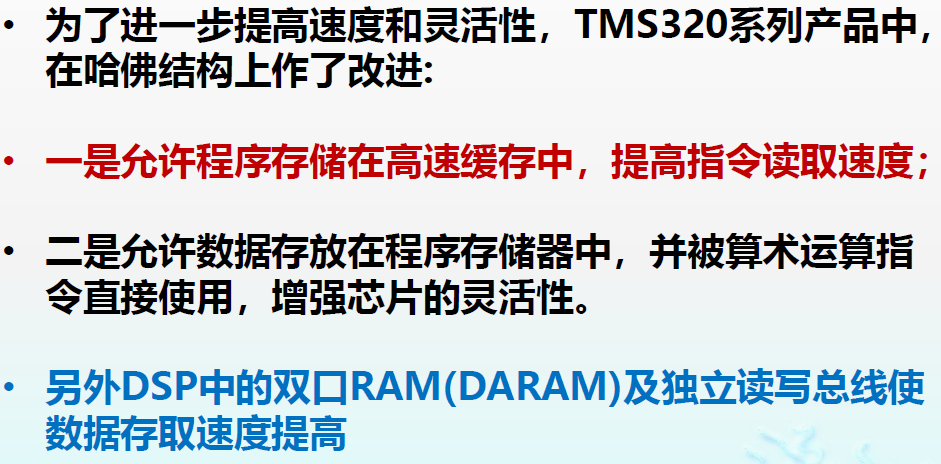 • 为了进一步提高速度和灵活性，TMS320系列产品中，
在哈佛结构上作了改进:
• 一是允许程序存储在高速缓存中，提高指令读取速度；
• 二是允许数据存放在程序存储器中，并被算术运算指
令直接使用，增强芯片的灵活性。
• 另外DSP中的双口RAM(DARAM)及独立读写总线使
数据存取速度提高